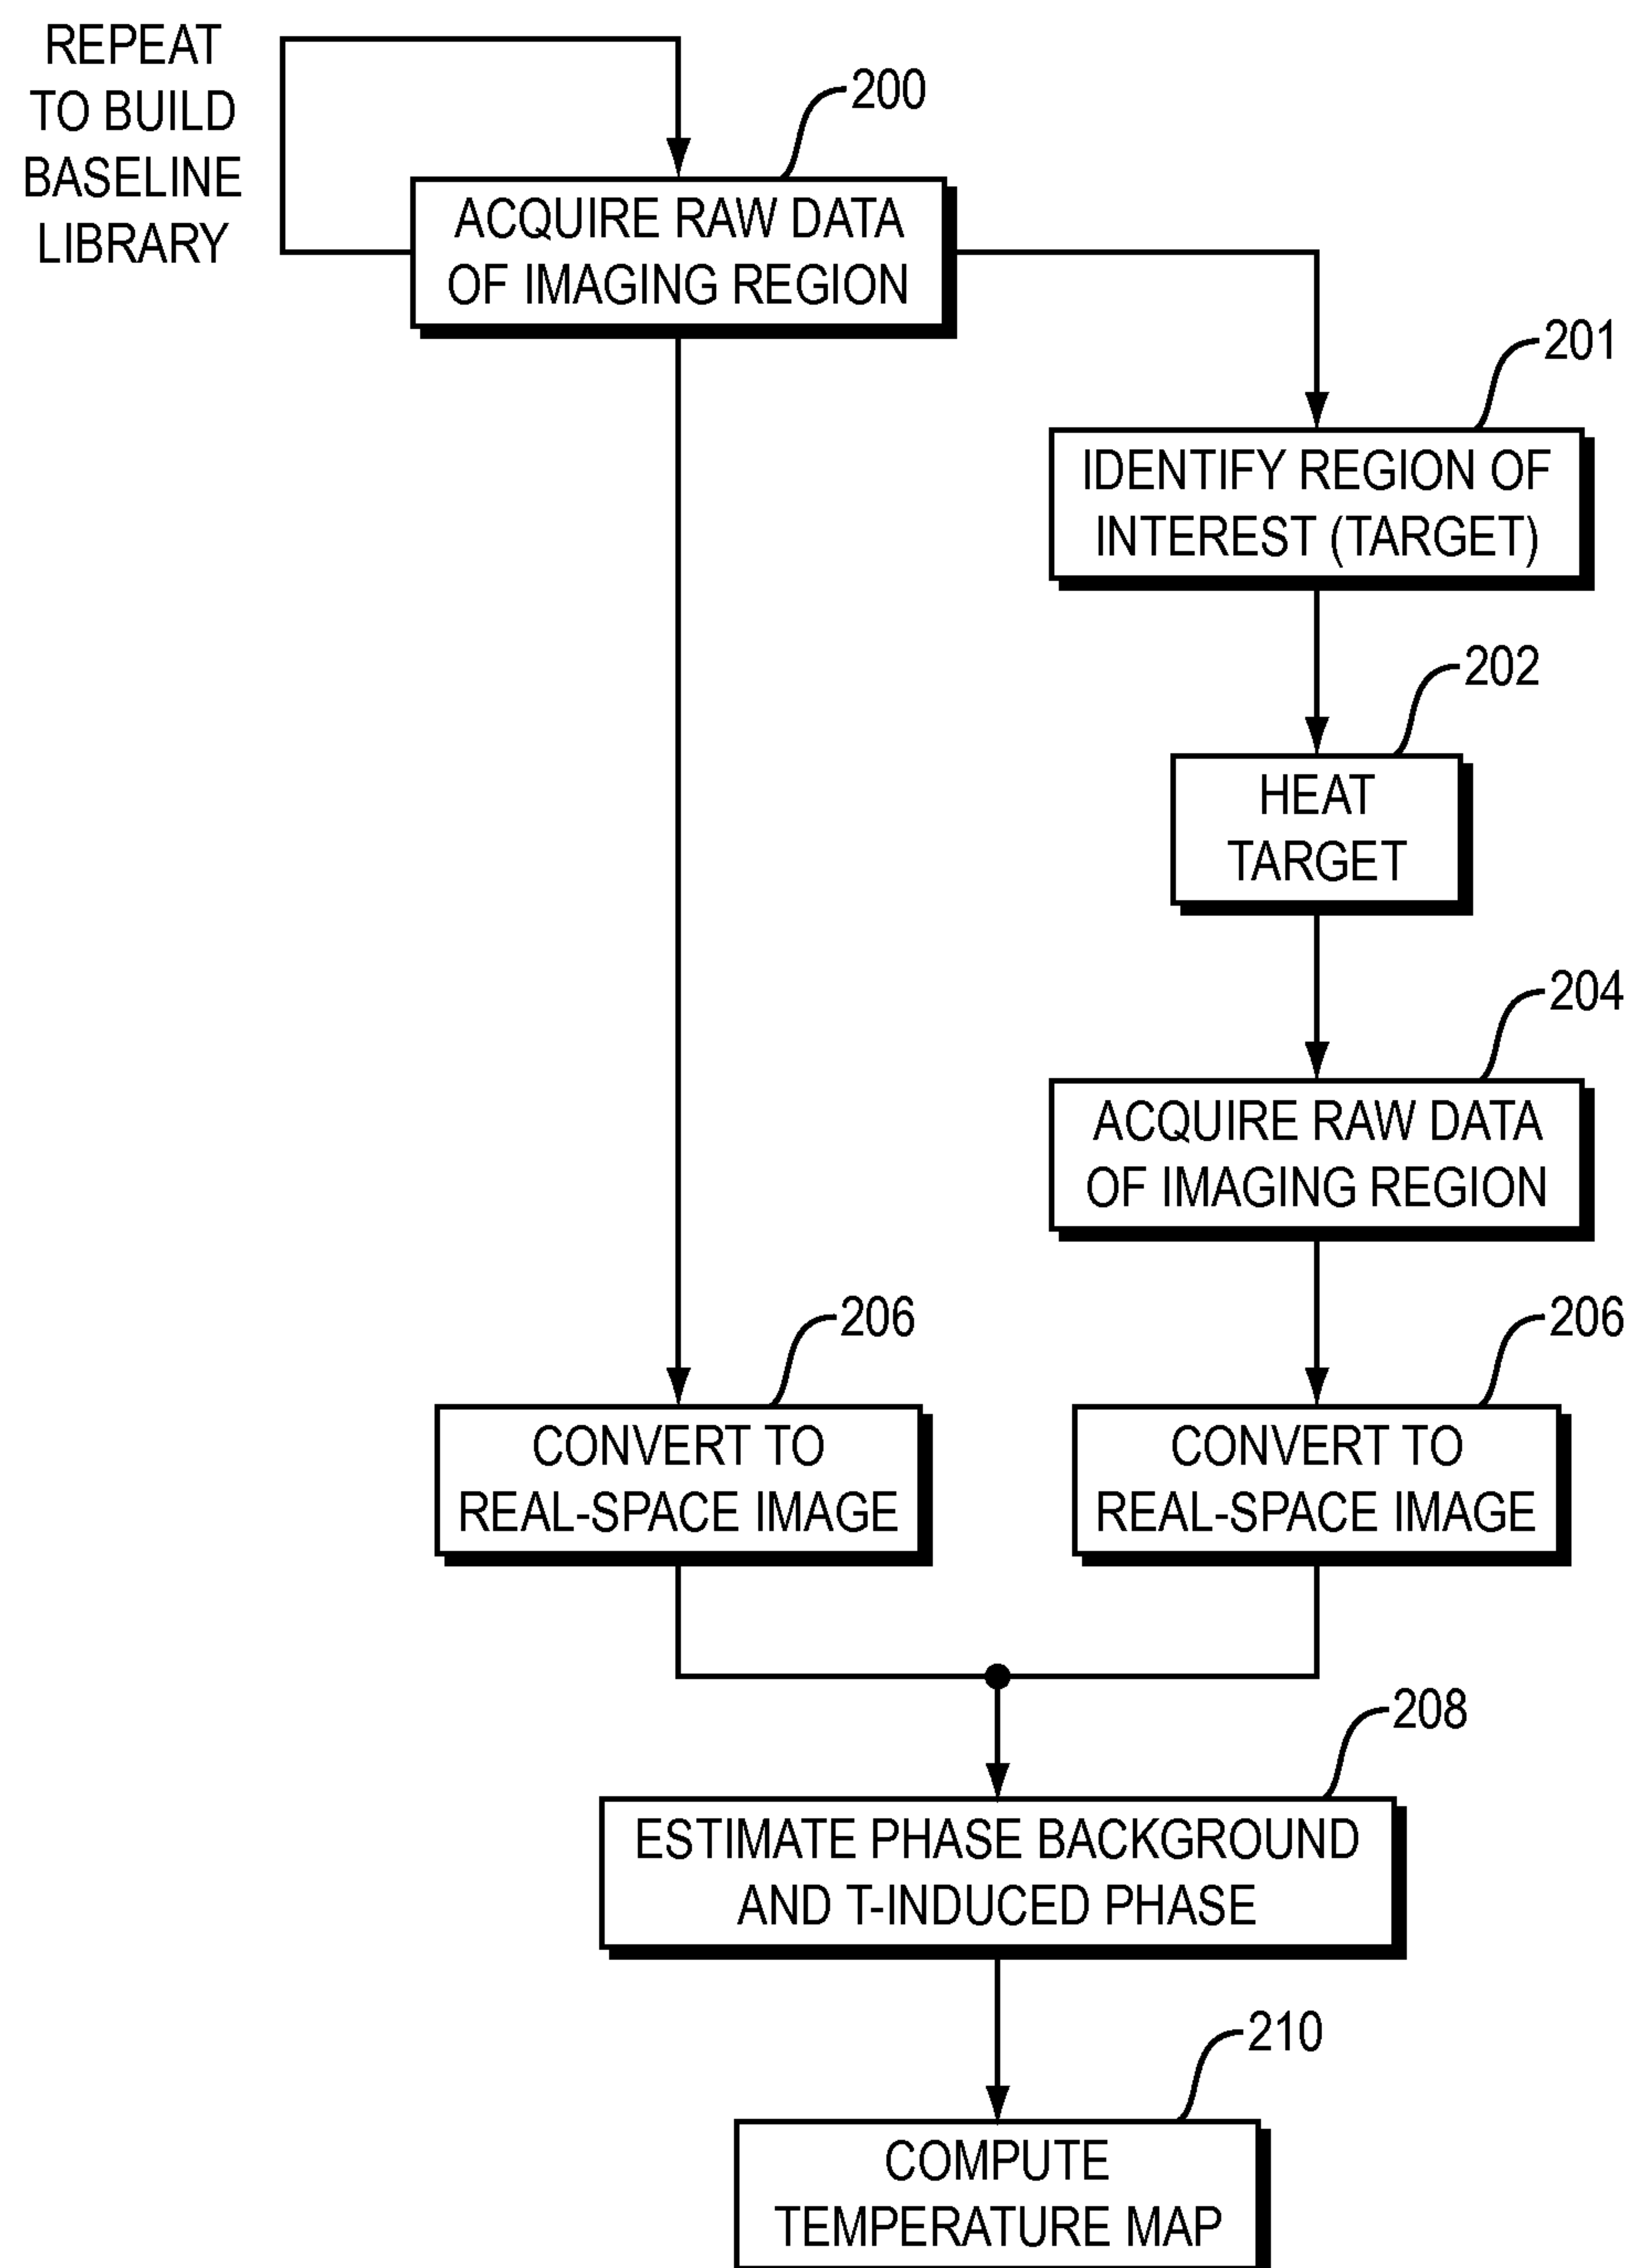 REPEAT
TO BUILD
BASELINE
LIBRARY
200
ACQUIRE RAW DATA
OF IMAGING REGION
201
IDENTIFY REGION OF
INTEREST (TARGET)
202
HEAT
TARGET
204
ACQUIRE RAW DATA
OF IMAGING REGION
206
CONVERT TO
REAL-SPACE IMAGE
206
CONVERT TO
REAL-SPACE IMAGE
208
ESTIMATE PHASE BACKGROUND
AND T-INDUCED PHASE
210
COMPUTE
TEMPERATURE MAP